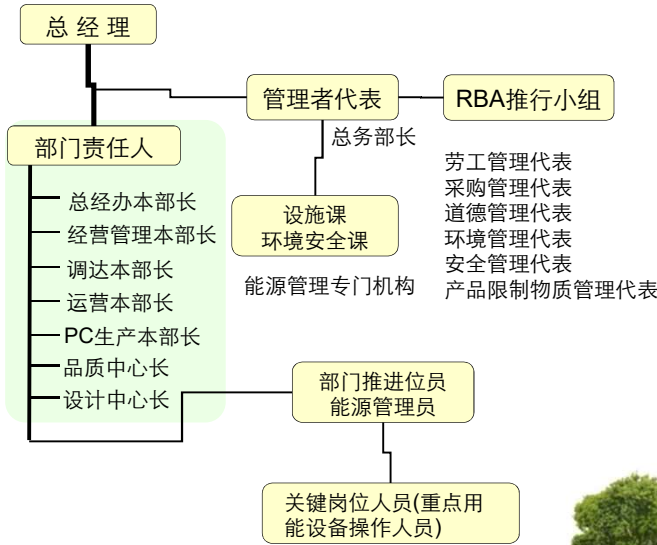 总 经 理
管理者代表
RBA推行小组
部门责任人
总务部长
劳工管理代表
采购管理代表
道德管理代表
环境管理代表
安全管理代表
产品限制物质管理代表
设施课
环境安全课
能源管理专门机构
总经办本部长
经营管理本部长
调达本部长
运营本部长
PC生产本部长
品质中心长
设计中心长
部门推进位员
能源管理员
关键岗位人员(重点用
能设备操作人员)